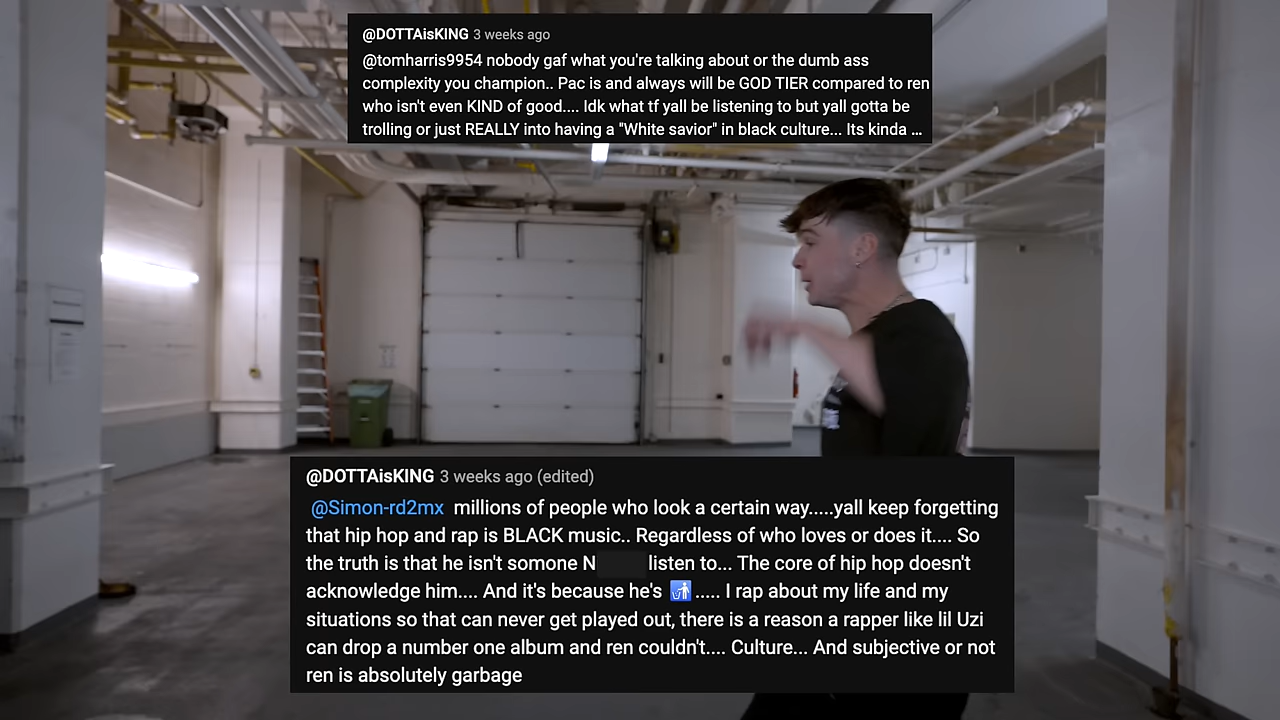 @DOTTAisKING 3 weeks ago
@tomharris9954 nobody gaf what you're talking about or the dumb ass
complexity you champion.. Pac is and always will be GOD TIER compared to ren
who isn't even KIND of good.... Idk what tf yall be listening to but yall gotta be
trolling or just REALLY into having a "White savior" in black culture... Its kinda ...
@DOTTAisKING 3 weeks ago (edited)
@Simon-rd2mx millions of people who look a certain way.....yall keep forgetting
that hip hop and rap is BLACK music.. Regardless of who loves or does it.... So
the truth is that he isn't somone N listen to... The core of hip hop doesn't
acknowledge him.... And it's because he's 🚮..... I rap about my life and my
situations so that can never get played out, there is a reason a rapper like lil Uzi
can drop a number one album and ren couldn't.... Culture... And subjective or not
ren is absolutely garbage